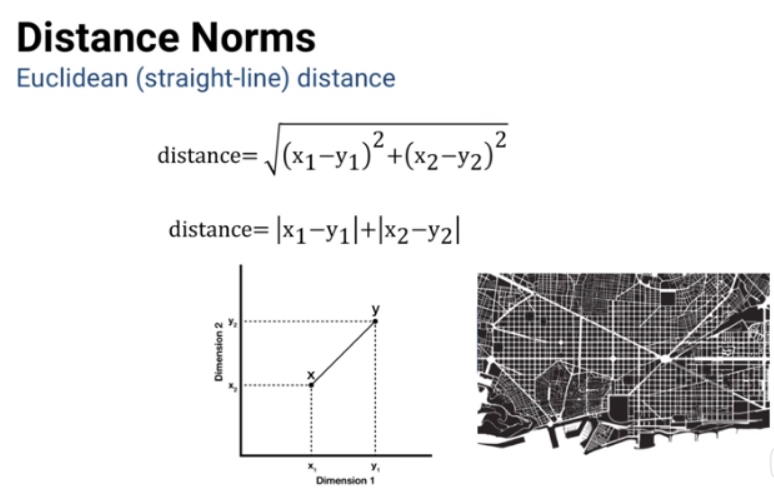 Distance Norms
Euclidean (straight-line) distance
distance= √(x₁−y₁)²+(x₂−y₂)²
distance= |x₁−y₁|+|x₂−y₂|
y
y₂
Dimension 2
x
x₂
x₁ y₁
Dimension 1